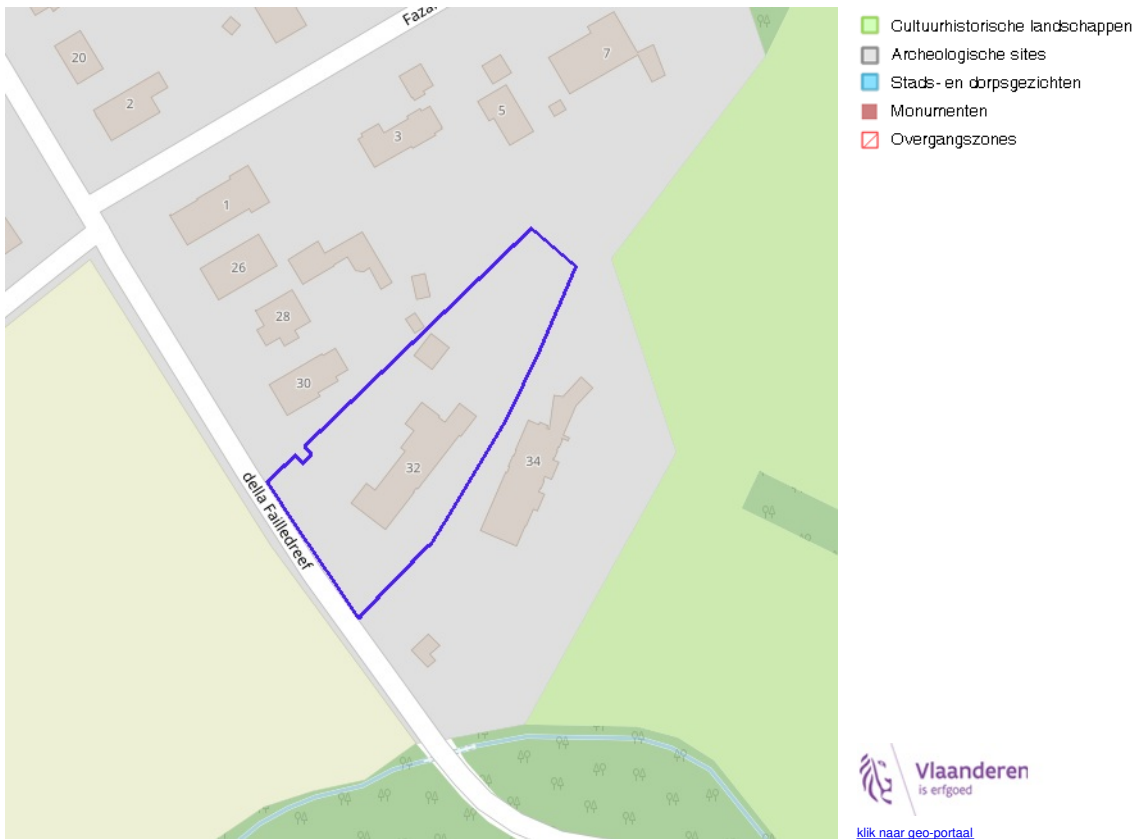 Faza
20
2
7
5
3
1
26
28
30
32
34
della Failledreef
Cultuurhistorische landschappen
Archeologische sites
Stads- en dorpsgezichten
Monumenten
Overgangszones
Vlaanderen
is erfgoed
klik naar geo-portaal